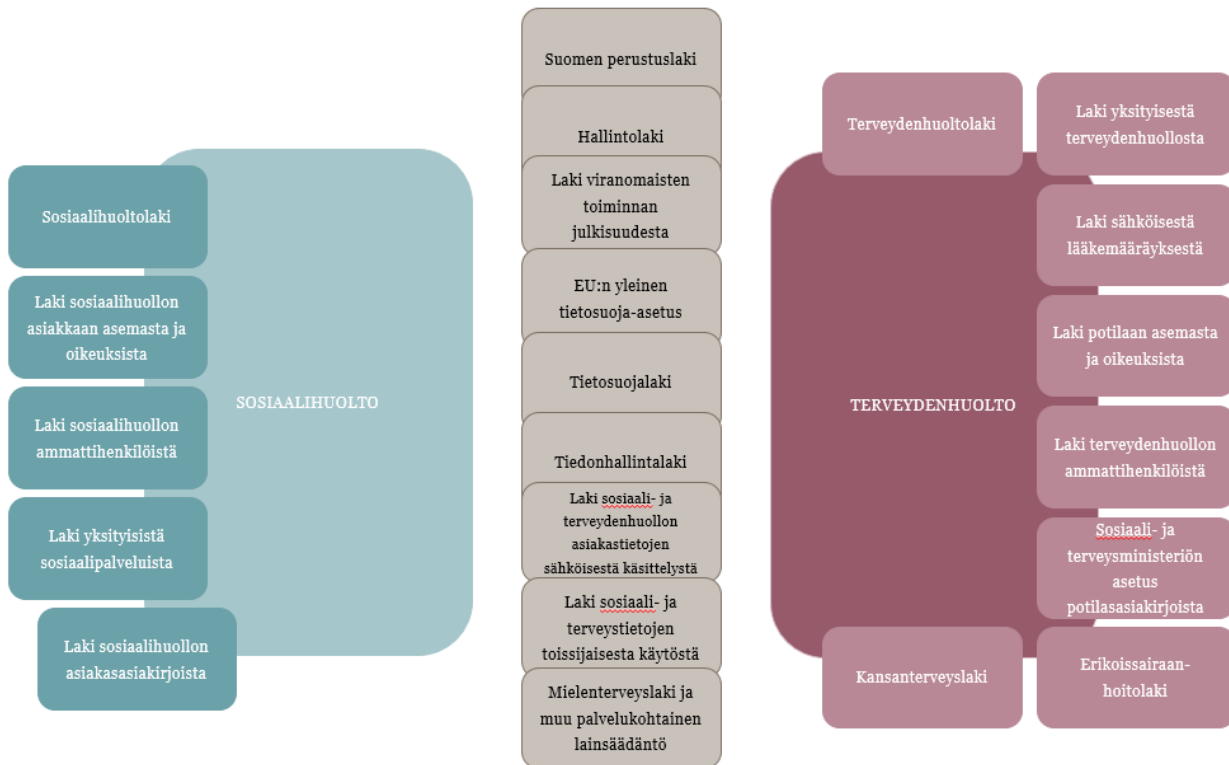 Sosiaalihuoltolaki
Laki sosiaalihuollon
asiakkaan asemasta ja
oikeuksista
Laki sosiaalihuollon
ammattihenkilöistä
Laki yksityisistä
sosiaalipalveluista
Laki sosiaalihuollon
asiakasasiakirjoista
SOSIAALIHUOLTO
Suomen perustuslaki
Hallintolaki
Laki viranomaisten
toiminnan
julkisuudesta
EU:n yleinen
tietosuoja-asetus
Tietosuojalaki
Tiedonhallintalaki
Laki sosiaali- ja
terveydenhuollon
asiakastietojen
sähköisestä käsittelystä
Laki sosiaali- ja
terveystietojen
toissijaisesta käytöstä
Mielenterveyslaki ja
muu palvelukohtainen
lainsäädäntö
TERVEYDENHUOLTO
Terveydenhuoltolaki
Laki yksityisestä
terveydenhuollosta
Laki sähköisestä
lääkemääräyksestä
Laki potilaan asemasta
ja oikeuksista
Laki terveydenhuollon
ammattihenkilöistä
Sosiaali- ja
terveysministeriön
asetus
potilasasiakirjoista
Kansanterveyslaki
Erikoissairaan-
hoitolaki